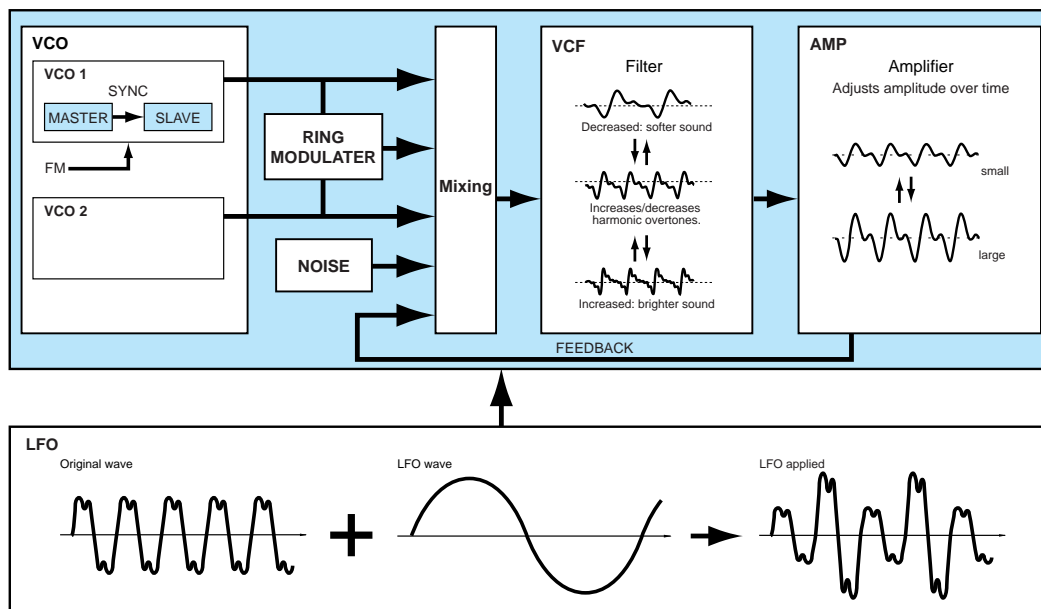 VCO
VCO 1
SYNC
MASTER
SLAVE
FM
VCO 2
RING
MODULATER
NOISE
Mixing
VCF
Filter
Decreased: softer sound
Increases/decreases
harmonic overtones.
Increased: brighter sound
AMP
Amplifier
Adjusts amplitude over time
small
large
FEEDBACK
LFO
Original wave
LFO wave
LFO applied